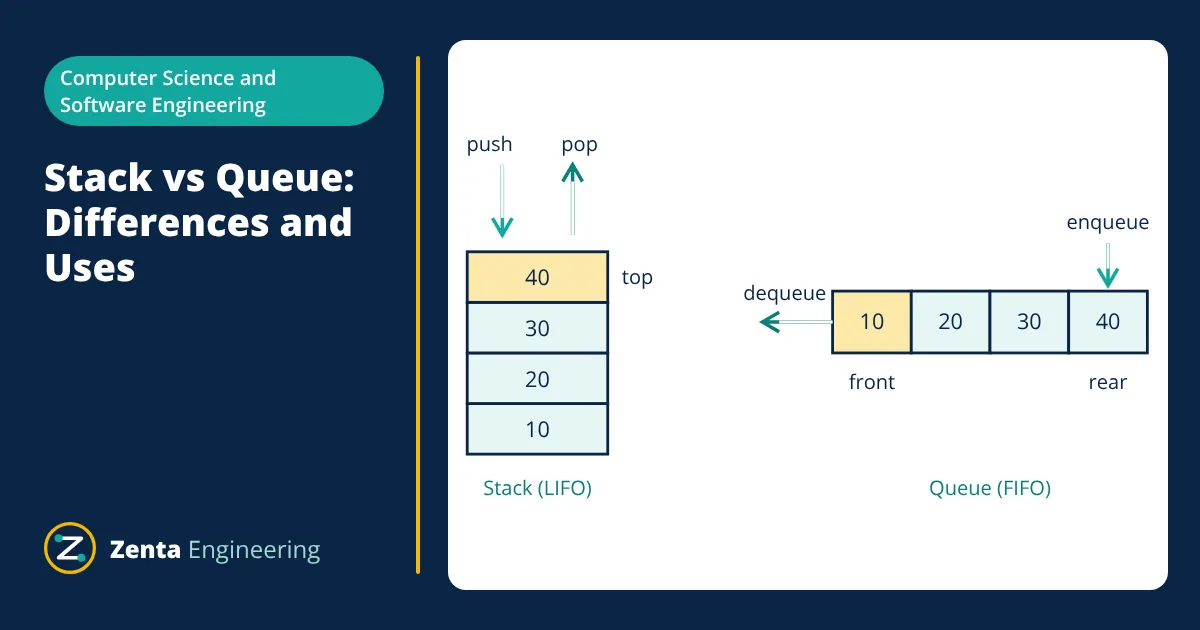 Computer Science and
Software Engineering
Stack vs Queue:
Differences and
Uses
Zenta Engineering
push pop
40 top
30
20
10
Stack (LIFO)
enqueue
dequeue
10 20 30 40
front rear
Queue (FIFO)